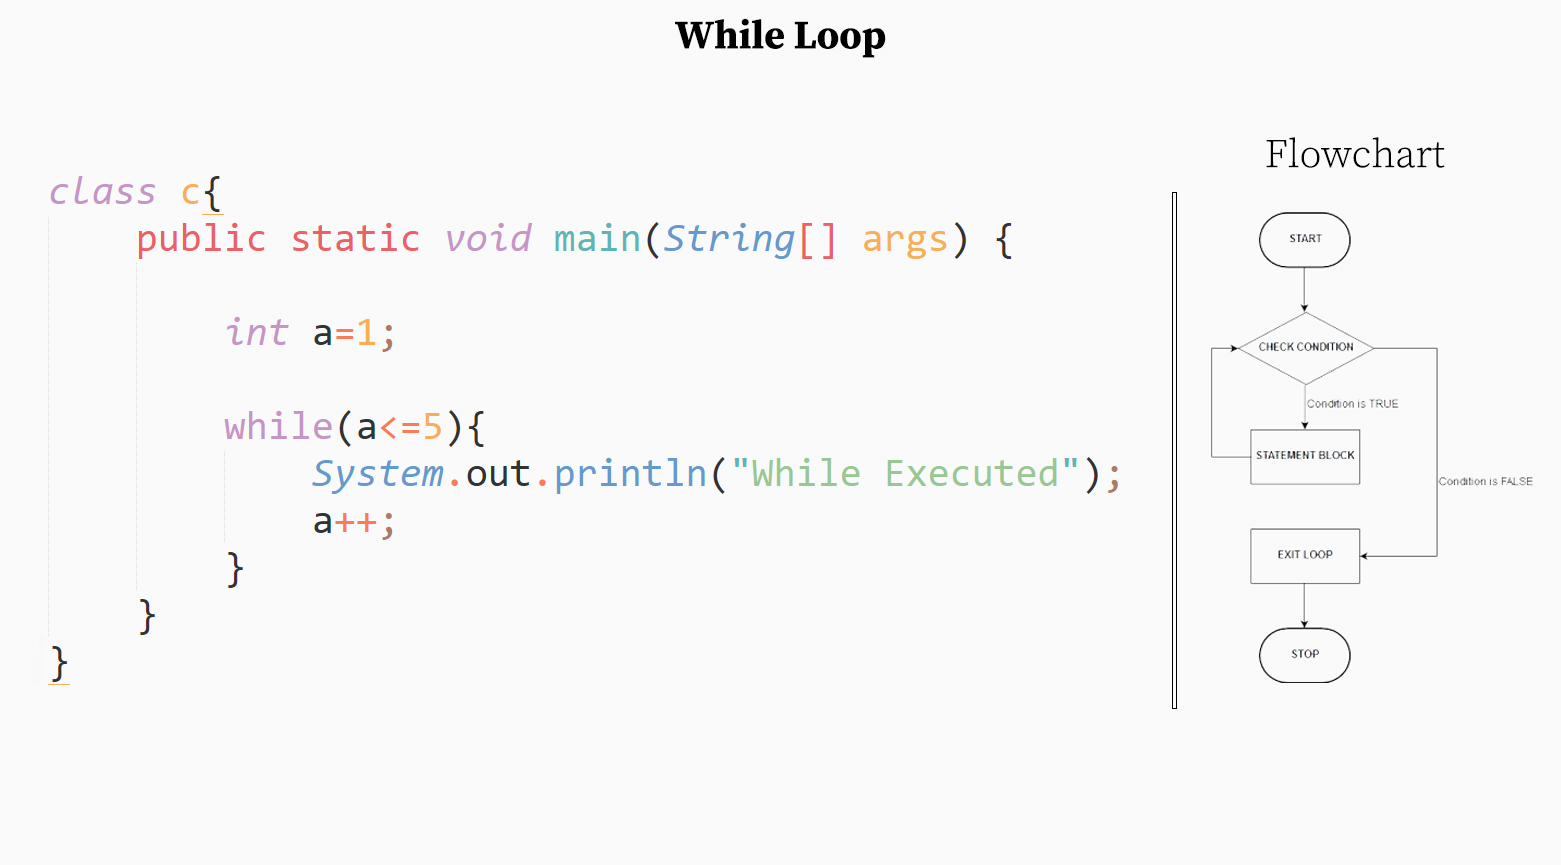 While Loop
class c{
public static void main(String[] args) {
int a=1;
while(a<=5){
System.out.println("While Executed");
a++;
}
}
}
Flowchart
START
CHECK CONDITION
Condition is TRUE
STATEMENT BLOCK
Condition is FALSE
EXIT LOOP
STOP